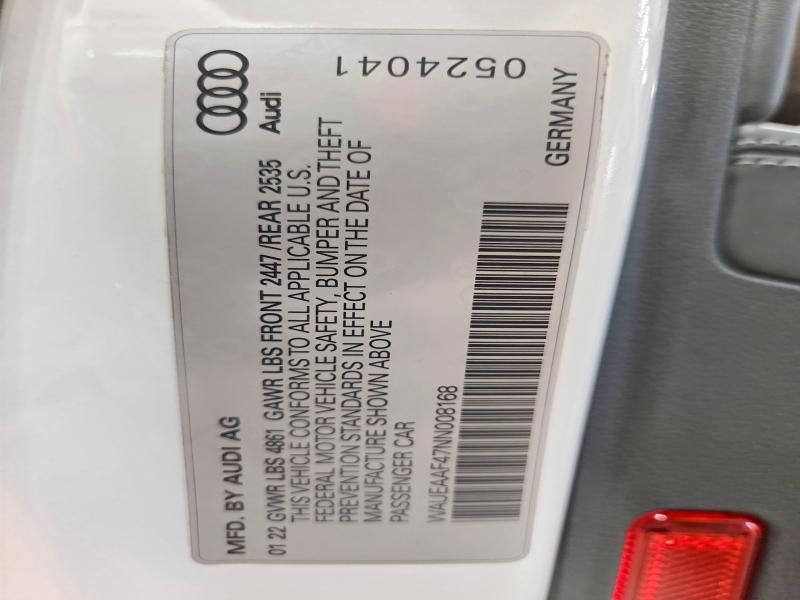 MFD. BY AUDI AG
01 22 GVWR LBS 4861 GAWR LBS FRONT 2447 /REAR 2535
THIS VEHICLE CONFORMS TO ALL APPLICABLE U.S.
FEDERAL MOTOR VEHICLE SAFETY, BUMPER AND THEFT
PREVENTION STANDARDS IN EFFECT ON THE DATE OF
MANUFACTURE SHOWN ABOVE
PASSENGER CAR
WAUEAAF47NN008168
Audi
0524041
GERMANY